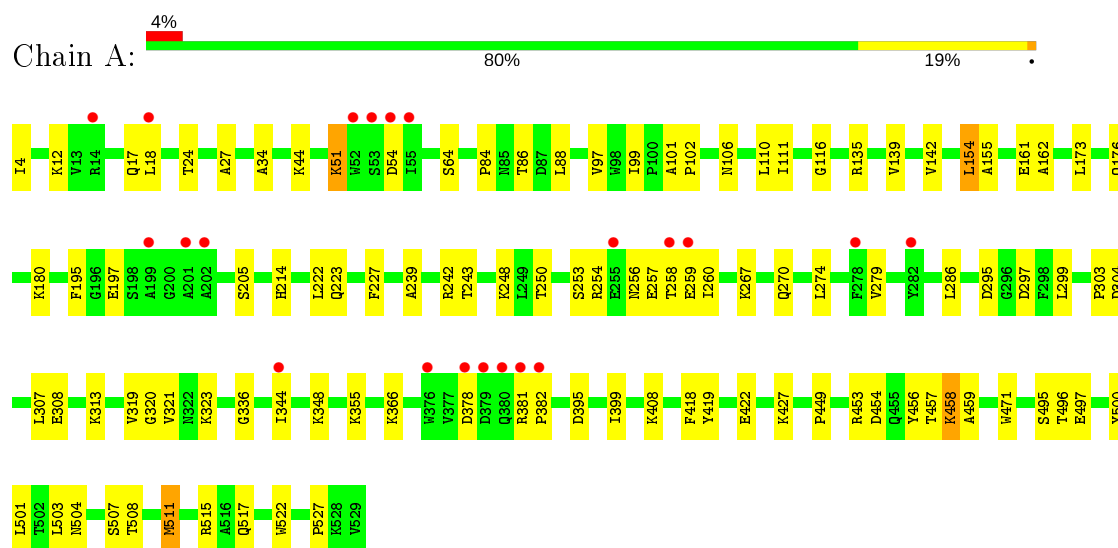 4%
Chain A:
80% 19% •
I4 K12 V13 R14 Q17 L18 T24 A27 A34 K44 K51 W52 S53 D54 I55 S64 P84 N85 T86 D87 L88 V97 W98 I99 P100 A101 P102 N106 L110 I111 G116 R135 V139 V142 L154 A155 E161 A162 L173
K180 F195 G196 E197 S198 A199 G200 A201 A202 S205 H214 L222 Q223 F227 A239 R242 T243 K248 L249 T250 S253 R254 E255 N256 E257 T258 E259 I260 K267 Q270 L274 F278 V279 Y282 L286 D295 G296 D297 F298 L299 P303
L307 E308 K313 V319 G320 V321 N322 K323 G336 I344 K348 K355 K366 W376 V377 D378 D379 Q380 R381 P382 D395 I399 K408 F418 Y419 E422 K427 P449 R453 D454 Q455 Y456 T457 K458 A459 W471 S495 T496 E497
L501 T502 L503 N504 S507 T508 M511 R515 A516 Q517 W522 P527 K528 V529